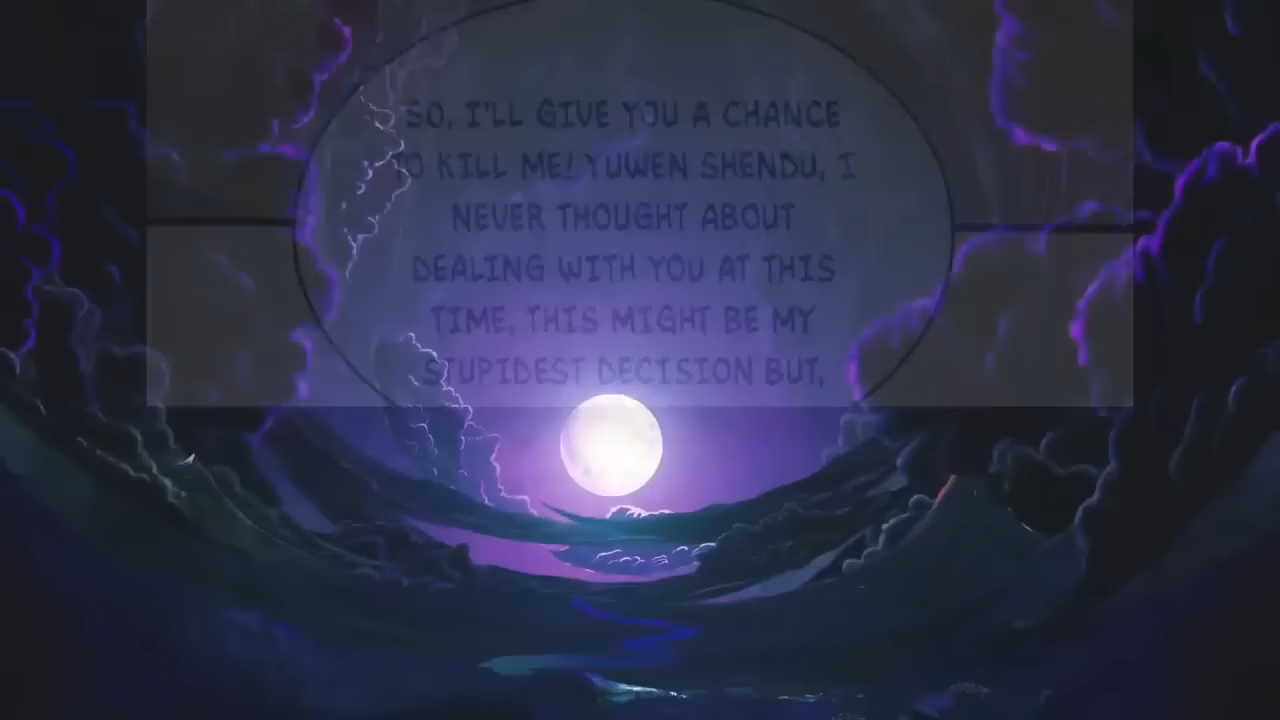 SO, I'LL GIVE YOU A CHANCE
TO KILL ME! YUWEN SHENDU, I
NEVER THOUGHT ABOUT
DEALING WITH YOU AT THIS
TIME, THIS MIGHT BE MY
STUPIDEST DECISION BUT,